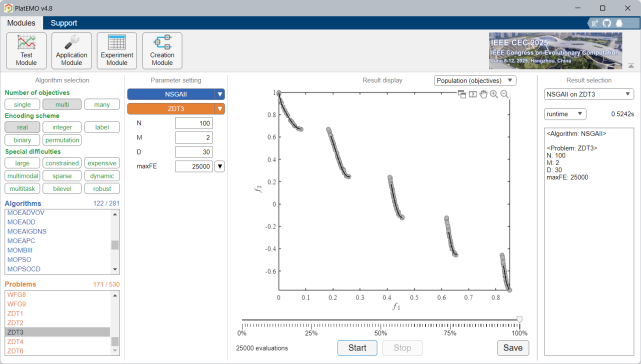 PlatEMO v4.8
Modules Support
Test Module
Application Module
Experiment Module
Creation Module
IEEE CEC 2025
IEEE Congress on Evolutionary Computation
June, 8-12, 2025, Hangzhou, China
Algorithm selection
Number of objectives
single multi many
Encoding scheme
real integer label
binary permutation
Special difficulties
large constrained expensive
multimodal sparse dynamic
multitask bilevel robust
Algorithms 122 / 281
MOEADVOV
MOEADD
MOEAIGDNS
MOEAPC
MOMBIII
MOPSO
MOPSOCD
Problems 171 / 530
WFG8
WFG9
ZDT1
ZDT2
ZDT3
ZDT4
ZDT5
ZDT6
Parameter setting
NSGAII
ZDT3
N 100
M 2
D 30
maxFE 25000
Result display
Population (objectives)
1
0.8
0.6
0.4
0.2
0
-0.2
-0.4
-0.6
f2
0 0.1 0.2 0.3 0.4 0.5 0.6 0.7 0.8
f1
0% 25% 50% 75% 100%
25000 evaluations
Start Stop Save
Result selection
NSGAII on ZDT3
runtime 0.5242s
<Algorithm: NSGAII>
<Problem: ZDT3>
N: 100
M: 2
D: 30
maxFE: 25000